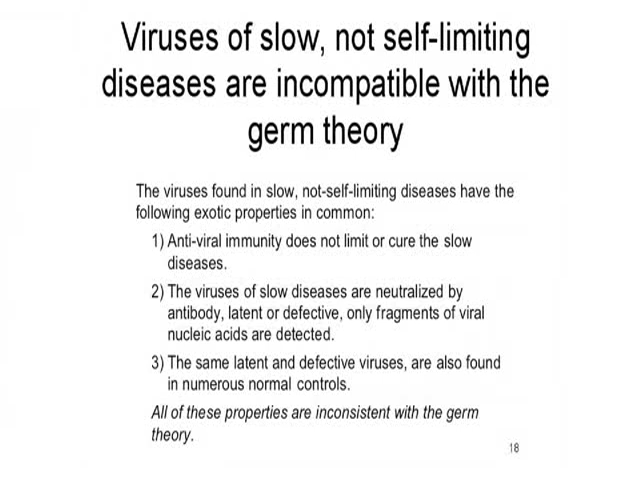 Viruses of slow, not self-limiting
diseases are incompatible with the
germ theory
The viruses found in slow, not-self-limiting diseases have the
following exotic properties in common:
1) Anti-viral immunity does not limit or cure the slow
diseases.
2) The viruses of slow diseases are neutralized by
antibody, latent or defective, only fragments of viral
nucleic acids are detected.
3) The same latent and defective viruses, are also found
in numerous normal controls.
All of these properties are inconsistent with the germ
theory.
18